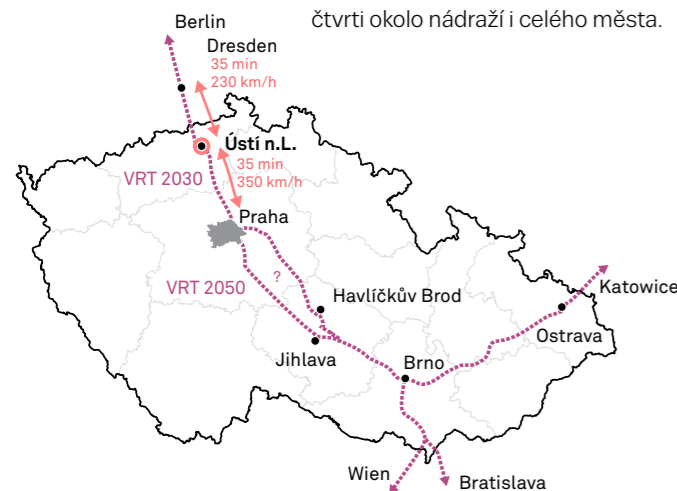 čtvrti okolo nádraží i celého města.
Berlin
Dresden
35 min
230 km/h
Ústí n.L.
35 min
350 km/h
VRT 2030
Praha
?
VRT 2050
Havlíčkův Brod
Katowice
Ostrava
Jihlava
Brno
Wien
Bratislava